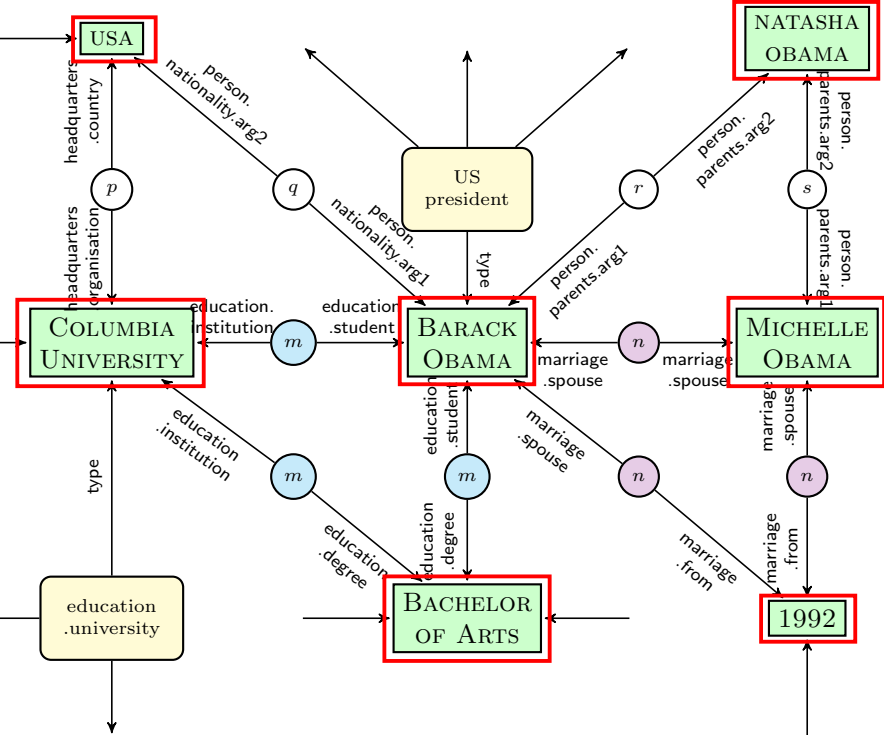 USA
NATASHA
OBAMA
headquarters
.country
person.
nationality.arg2
person.
parents.arg2
person.
parents.arg2
p
q
US
president
r
s
headquarters
.organisation
person.
nationality.arg1
type
person.
parents.arg1
person.
parents.arg1
COLUMBIA
UNIVERSITY
education.
institution
m
education
.student
BARACK
OBAMA
marriage
.spouse
n
marriage
.spouse
MICHELLE
OBAMA
education
.institution
education
.student
marriage
.spouse
marriage
.spouse
type
m
m
n
n
education
.degree
education
.degree
marriage
.from
marriage
.from
education
.university
BACHELOR
OF ARTS
1992